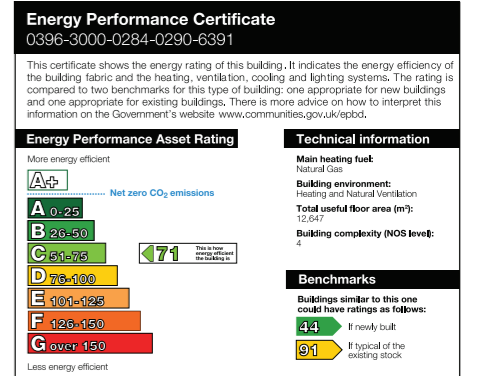 Energy Performance Certificate
0396-3000-0284-0290-6391
This certificate shows the energy rating of this building. It indicates the energy efficiency of
the building fabric and the heating, ventilation, cooling and lighting systems. The rating is
compared to two benchmarks for this type of building: one appropriate for new buildings
and one appropriate for existing buildings. There is more advice on how to interpret this
information on the Government's website www.communities.gov.uk/epbd.
Energy Performance Asset Rating
More energy efficient
A+
Net zero CO₂ emissions
A 0-25
B 26-50
C 51-75
71
This is how
energy efficient
the building is
D 76-100
E 101-125
F 126-150
G over 150
Less energy efficient
Technical information
Main heating fuel:
Natural Gas
Building environment:
Heating and Natural Ventilation
Total useful floor area (m²):
12,647
Building complexity (NOS level):
4
Benchmarks
Buildings similar to this one
could have ratings as follows:
44
If newly built
91
If typical of the
existing stock